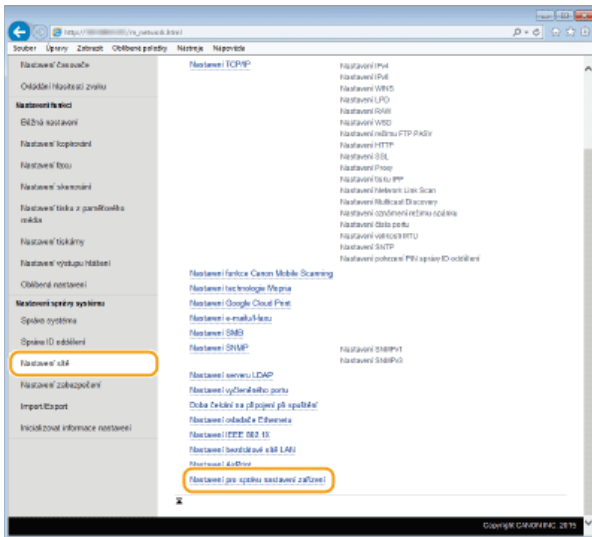 http://
/m_network.html
Soubor Úpravy Zobrazit Oblíbené položky Nástroje Nápověda
Nastavení časovače
Ovládání hlasitosti zvuku
Nastavení funkcí
Běžná nastavení
Nastavení kopírování
Nastavení faxu
Nastavení skenování
Nastavení tisku z paměťového
média
Nastavení tiskárny
Nastavení výstupu hlášení
Oblíbená nastavení
Nastavení správy systému
Správa systému
Správa ID oddělení
Nastavení sítě
Nastavení zabezpečení
Import/Export
Inicializovat informace nastavení
Nastavení TCP/IP
Nastavení IPv4
Nastavení IPv6
Nastavení WINS
Nastavení LPD
Nastavení RAW
Nastavení WSD
Nastavení režimu FTP PASV
Nastavení HTTP
Nastavení SSL
Nastavení Proxy
Nastavení tisku IPP
Nastavení Network Link Scan
Nastavení Multicast Discovery
Nastavení oznámení režimu spánku
Nastavení čísla portu
Nastavení velikosti MTU
Nastavení SNTP
Nastavení potvrzení PIN správy ID oddělení
Nastavení funkce Canon Mobile Scanning
Nastavení technologie Mopria
Nastavení Google Cloud Print
Nastavení e-mailu/I-faxu
Nastavení SMB
Nastavení SNMP
Nastavení SNMPv1
Nastavení SNMPv3
Nastavení serveru LDAP
Nastavení vyčleněného portu
Doba čekání na připojení při spuštění
Nastavení ovladače Ethernetu
Nastavení IEEE 802.1X
Nastavení bezdrátové sítě LAN
Nastavení AirPrint
Nastavení pro správu nastavení zařízení
Copyright CANON INC. 2015